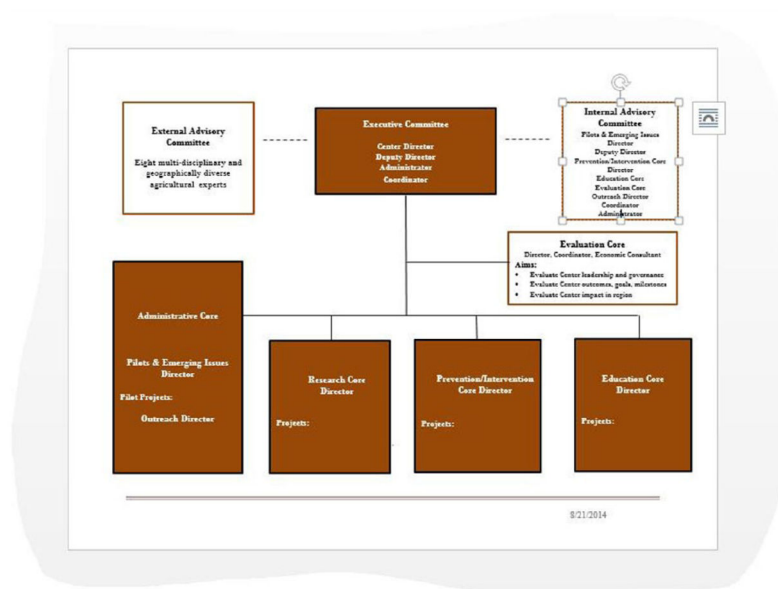 External Advisory
Committee
Eight multi-disciplinary and
geographically diverse
agricultural experts
Executive Committee
Center Director
Deputy Director
Administrator
Coordinator
Internal Advisory
Committee
Pilots & Emerging Issues
Director
Deputy Director
Prevention/Intervention Core
Director
Education Core
Evaluation Core
Outreach Director
Coordinator
Administrator
Evaluation Core
Director, Coordinator, Economic Consultant
Aims:
• Evaluate Center leadership and governance
• Evaluate Center outcomes, goals, milestones
• Evaluate Center impact in region
Administrative Core
Pilots & Emerging Issues
Director
Pilot Projects:
Outreach Director
Research Core
Director
Projects:
Prevention/Intervention
Core Director
Projects:
Education Core
Director
Projects:
8/21/2014